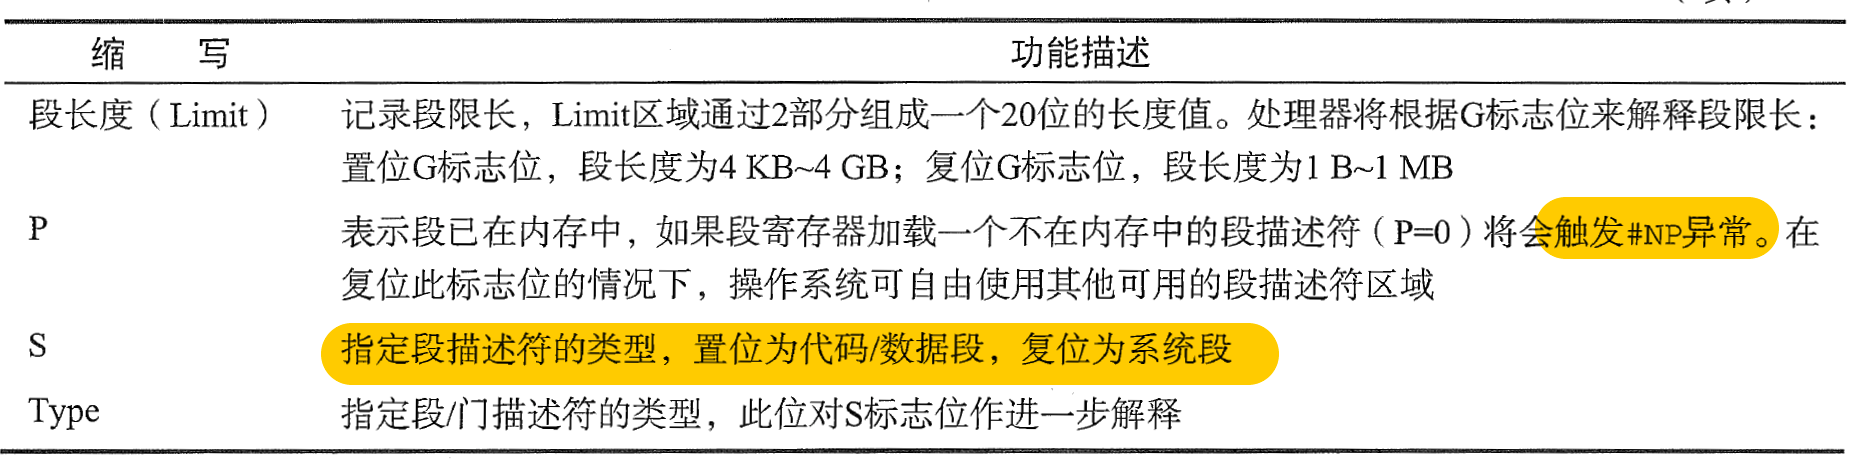 缩 写 功能描述
段长度（Limit） 记录段限长，Limit区域通过2部分组成一个20位的长度值。处理器将根据G标志位来解释段限长：
置位G标志位，段长度为4 KB~4 GB；复位G标志位，段长度为1 B~1 MB
P 表示段已在内存中，如果段寄存器加载一个不在内存中的段描述符（P=0）将会触发#NP异常。在
复位此标志位的情况下，操作系统可自由使用其他可用的段描述符区域
S 指定段描述符的类型，置位为代码/数据段，复位为系统段
Type 指定段/门描述符的类型，此位对S标志位作进一步解释